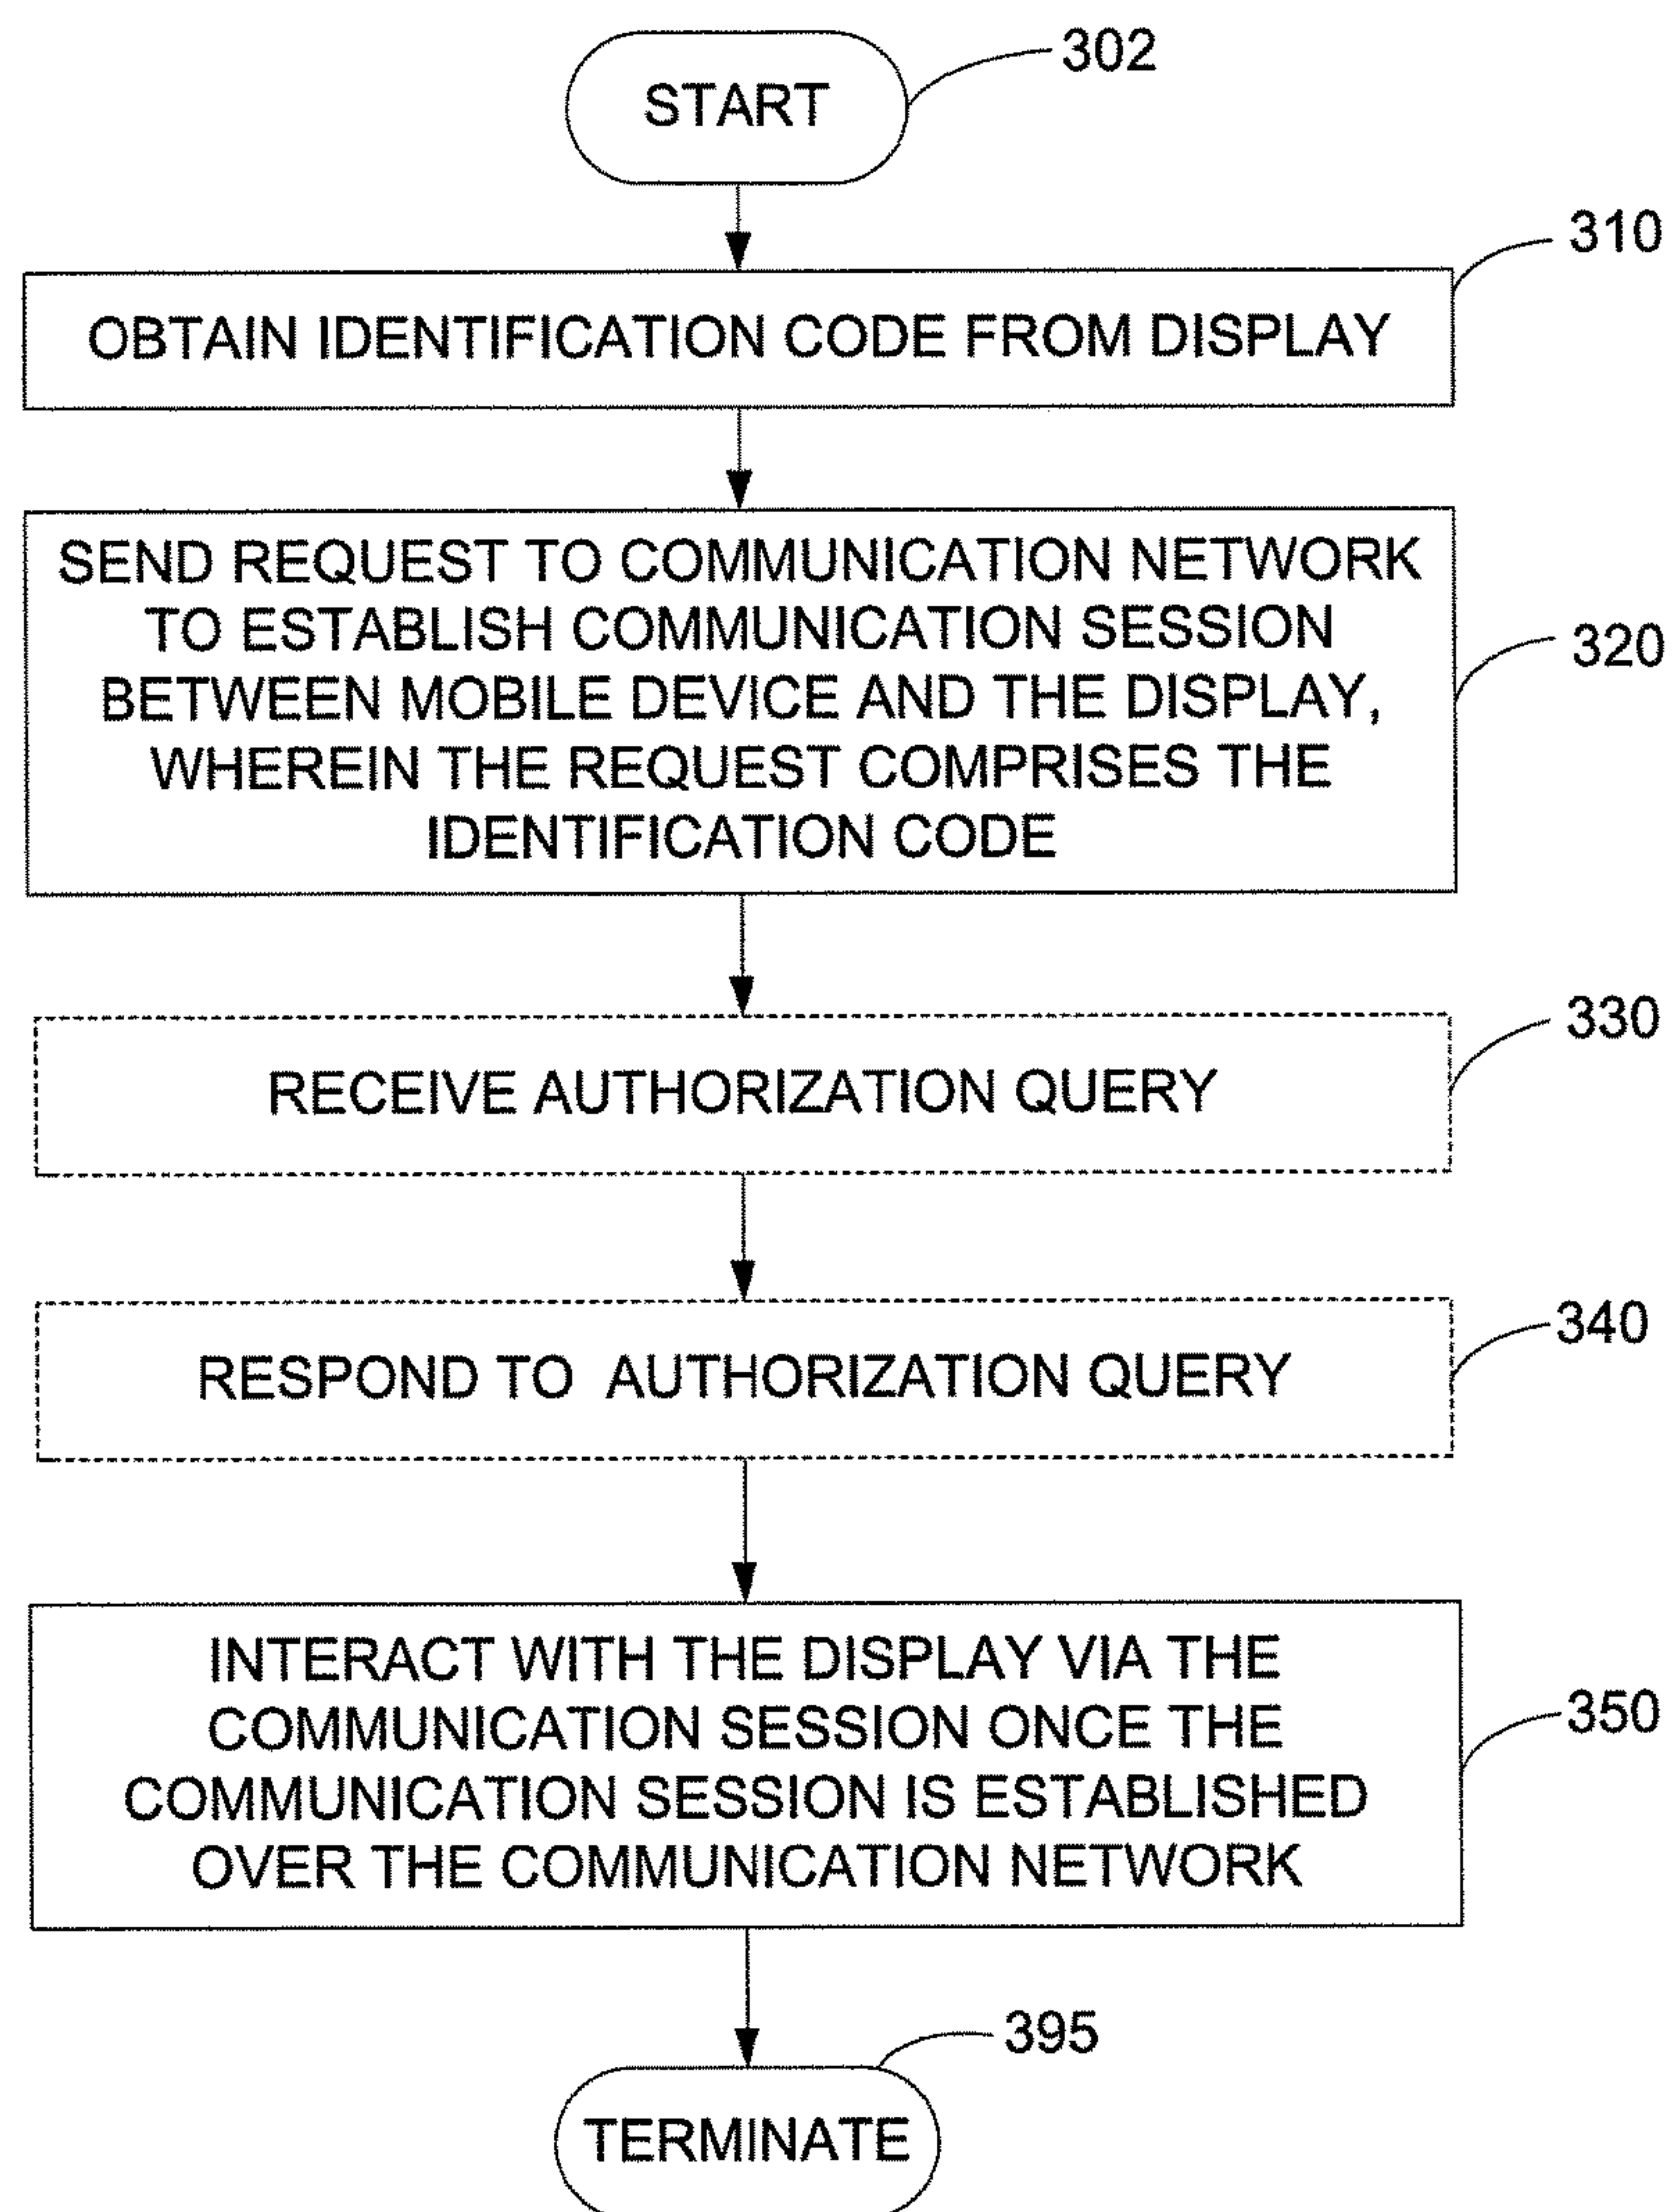 302
START
310
OBTAIN IDENTIFICATION CODE FROM DISPLAY
SEND REQUEST TO COMMUNICATION NETWORK
TO ESTABLISH COMMUNICATION SESSION
BETWEEN MOBILE DEVICE AND THE DISPLAY,
WHEREIN THE REQUEST COMPRISES THE
IDENTIFICATION CODE
320
330
RECEIVE AUTHORIZATION QUERY
340
RESPOND TO AUTHORIZATION QUERY
INTERACT WITH THE DISPLAY VIA THE
COMMUNICATION SESSION ONCE THE
COMMUNICATION SESSION IS ESTABLISHED
OVER THE COMMUNICATION NETWORK
350
395
TERMINATE